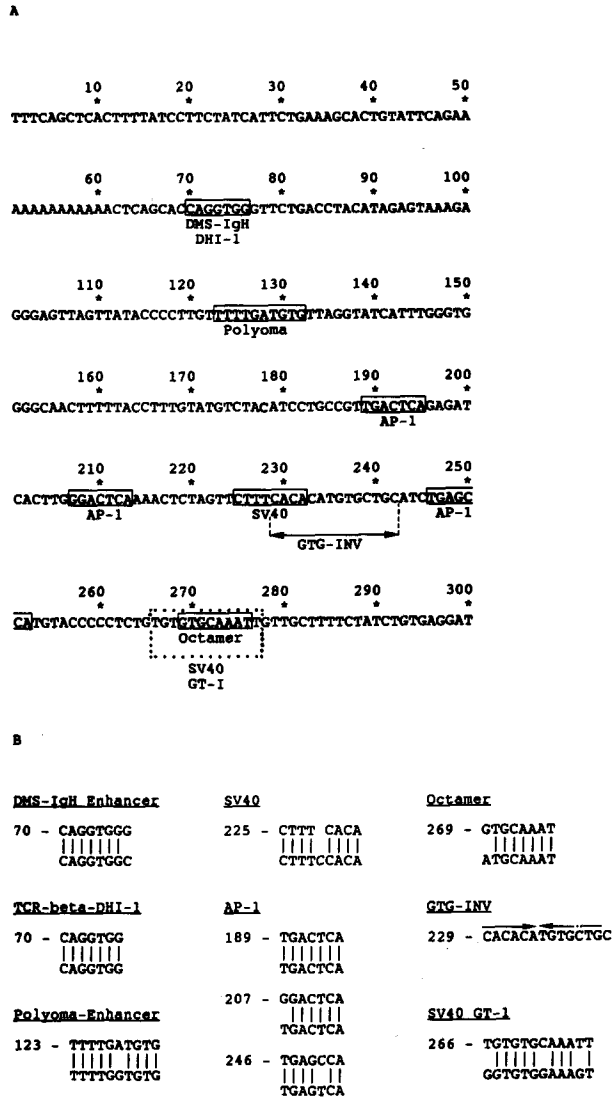 A
10 20 30 40 50
* * * * *
TTTCAGCTCACTTTTATCCTTCTATCATTCTGAAAGCACTGTATTCAGAA
60 70 80 90 100
* * * * *
AAAAAAAAAAACTCAGCACCAGGTGGGTTCTGACCTACATAGAGTAAAGA
DMS-IgH
DHI-1
110 120 130 140 150
* * * * *
GGGAGTTAGTTATACCCCTTGTTTTTGATGTGTTAGGTATCATTTGGGTG
Polyoma
160 170 180 190 200
* * * * *
GGGCAACTTTTTACCTTTGTATGTCTACATCCTGCCGTTGACTCAGAGAT
AP-1
210 220 230 240 250
* * * * *
CACTTGGGACTCAAAACTCTAGTTCTTTCACACATGTGCTGCATCTGAGC
AP-1 SV40 AP-1
GTG-INV
260 270 280 290 300
* * * * *
CATGTACCCCCTCTGTGTGTGCAAATTGTTGCTTTTCTATCTGTGAGGAT
Octamer
SV40
GT-I
B
DMS-IgH Enhancer
70 - CAGGTGGG
CAGGTGGC
TCR-beta-DHI-1
70 - CAGGTGG
CAGGTGG
Polyoma-Enhancer
123 - TTTTGATGTG
TTTTGGTGTG
SV40
225 - CTTT CACA
CTTTCCACA
AP-1
189 - TGACTCA
TGACTCA
207 - GGACTCA
TGACTCA
246 - TGAGCCA
TGAGTCA
Octamer
269 - GTGCAAAT
ATGCAAAT
GTG-INV
229 - CACACATGTGCTGC
SV40 GT-1
266 - TGTGTGCAAATT
GGTGTGGAAAGT